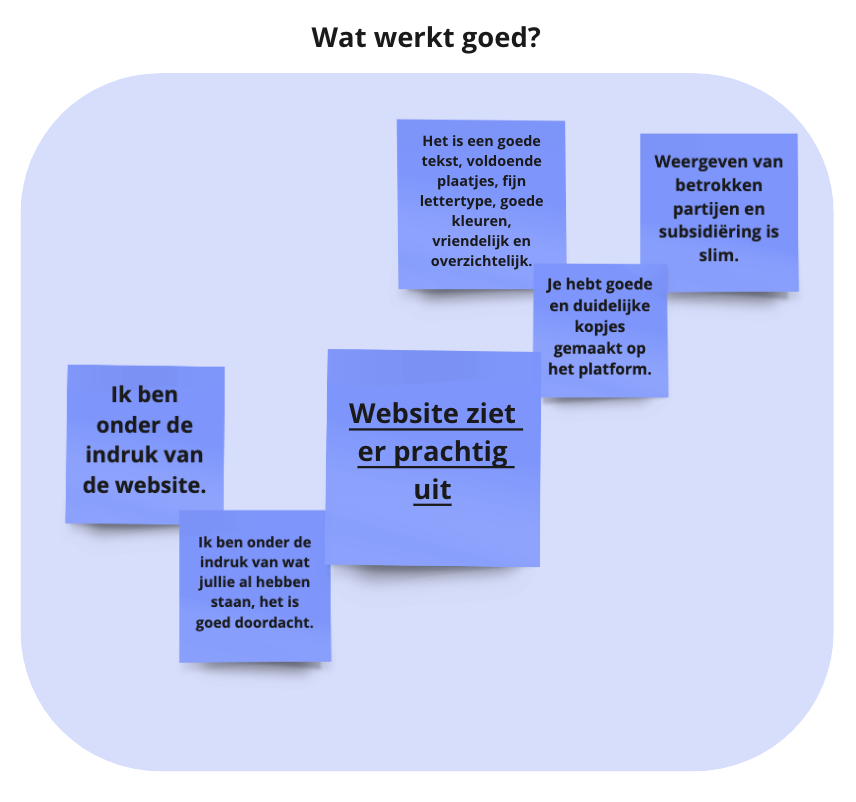 Wat werkt goed?
Het is een goede
tekst, voldoende
plaatjes, fijn
lettertype, goede
kleuren,
vriendelijk en
overzichtelijk.
Weergeven van
betrokken
partijen en
subsidiëring is
slim.
Je hebt goede
en duidelijke
kopjes
gemaakt op
het platform.
Ik ben
onder de
indruk van
de website.
Website ziet
er prachtig
uit
Ik ben onder de
indruk van wat
jullie al hebben
staan, het is
goed doordacht.